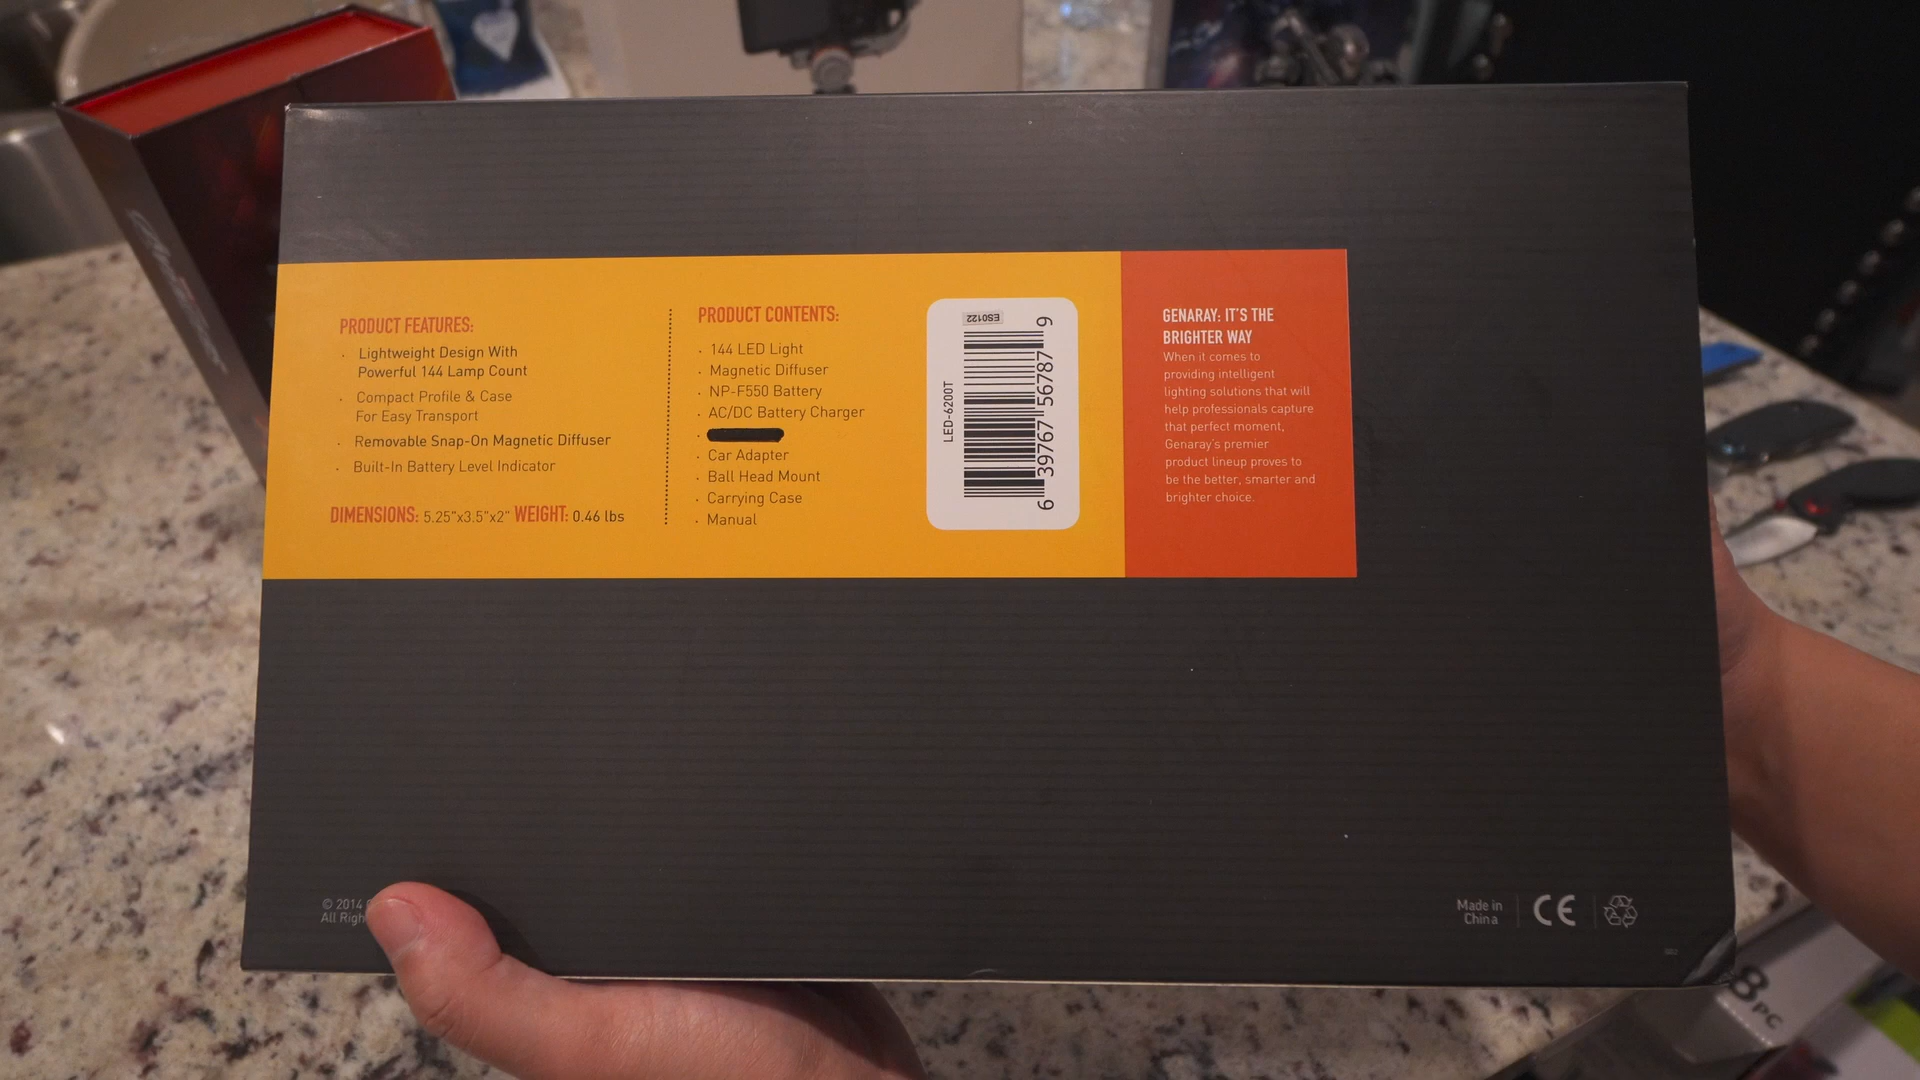 PRODUCT FEATURES:
· Lightweight Design With
Powerful 144 Lamp Count
· Compact Profile & Case
For Easy Transport
· Removable Snap-On Magnetic Diffuser
· Built-In Battery Level Indicator
DIMENSIONS: 5.25"x3.5"x2" WEIGHT: 0.46 lbs
PRODUCT CONTENTS:
· 144 LED Light
· Magnetic Diffuser
· NP-F550 Battery
· AC/DC Battery Charger
·
· Car Adapter
· Ball Head Mount
· Carrying Case
· Manual
LED-6200T
ES0122
6 39767 56787 9
GENARAY: IT'S THE
BRIGHTER WAY
When it comes to
providing intelligent
lighting solutions that will
help professionals capture
that perfect moment,
Genaray's premier
product lineup proves to
be the better, smarter and
brighter choice.
© 2014
All Righ
Made in
China
CE
8pc